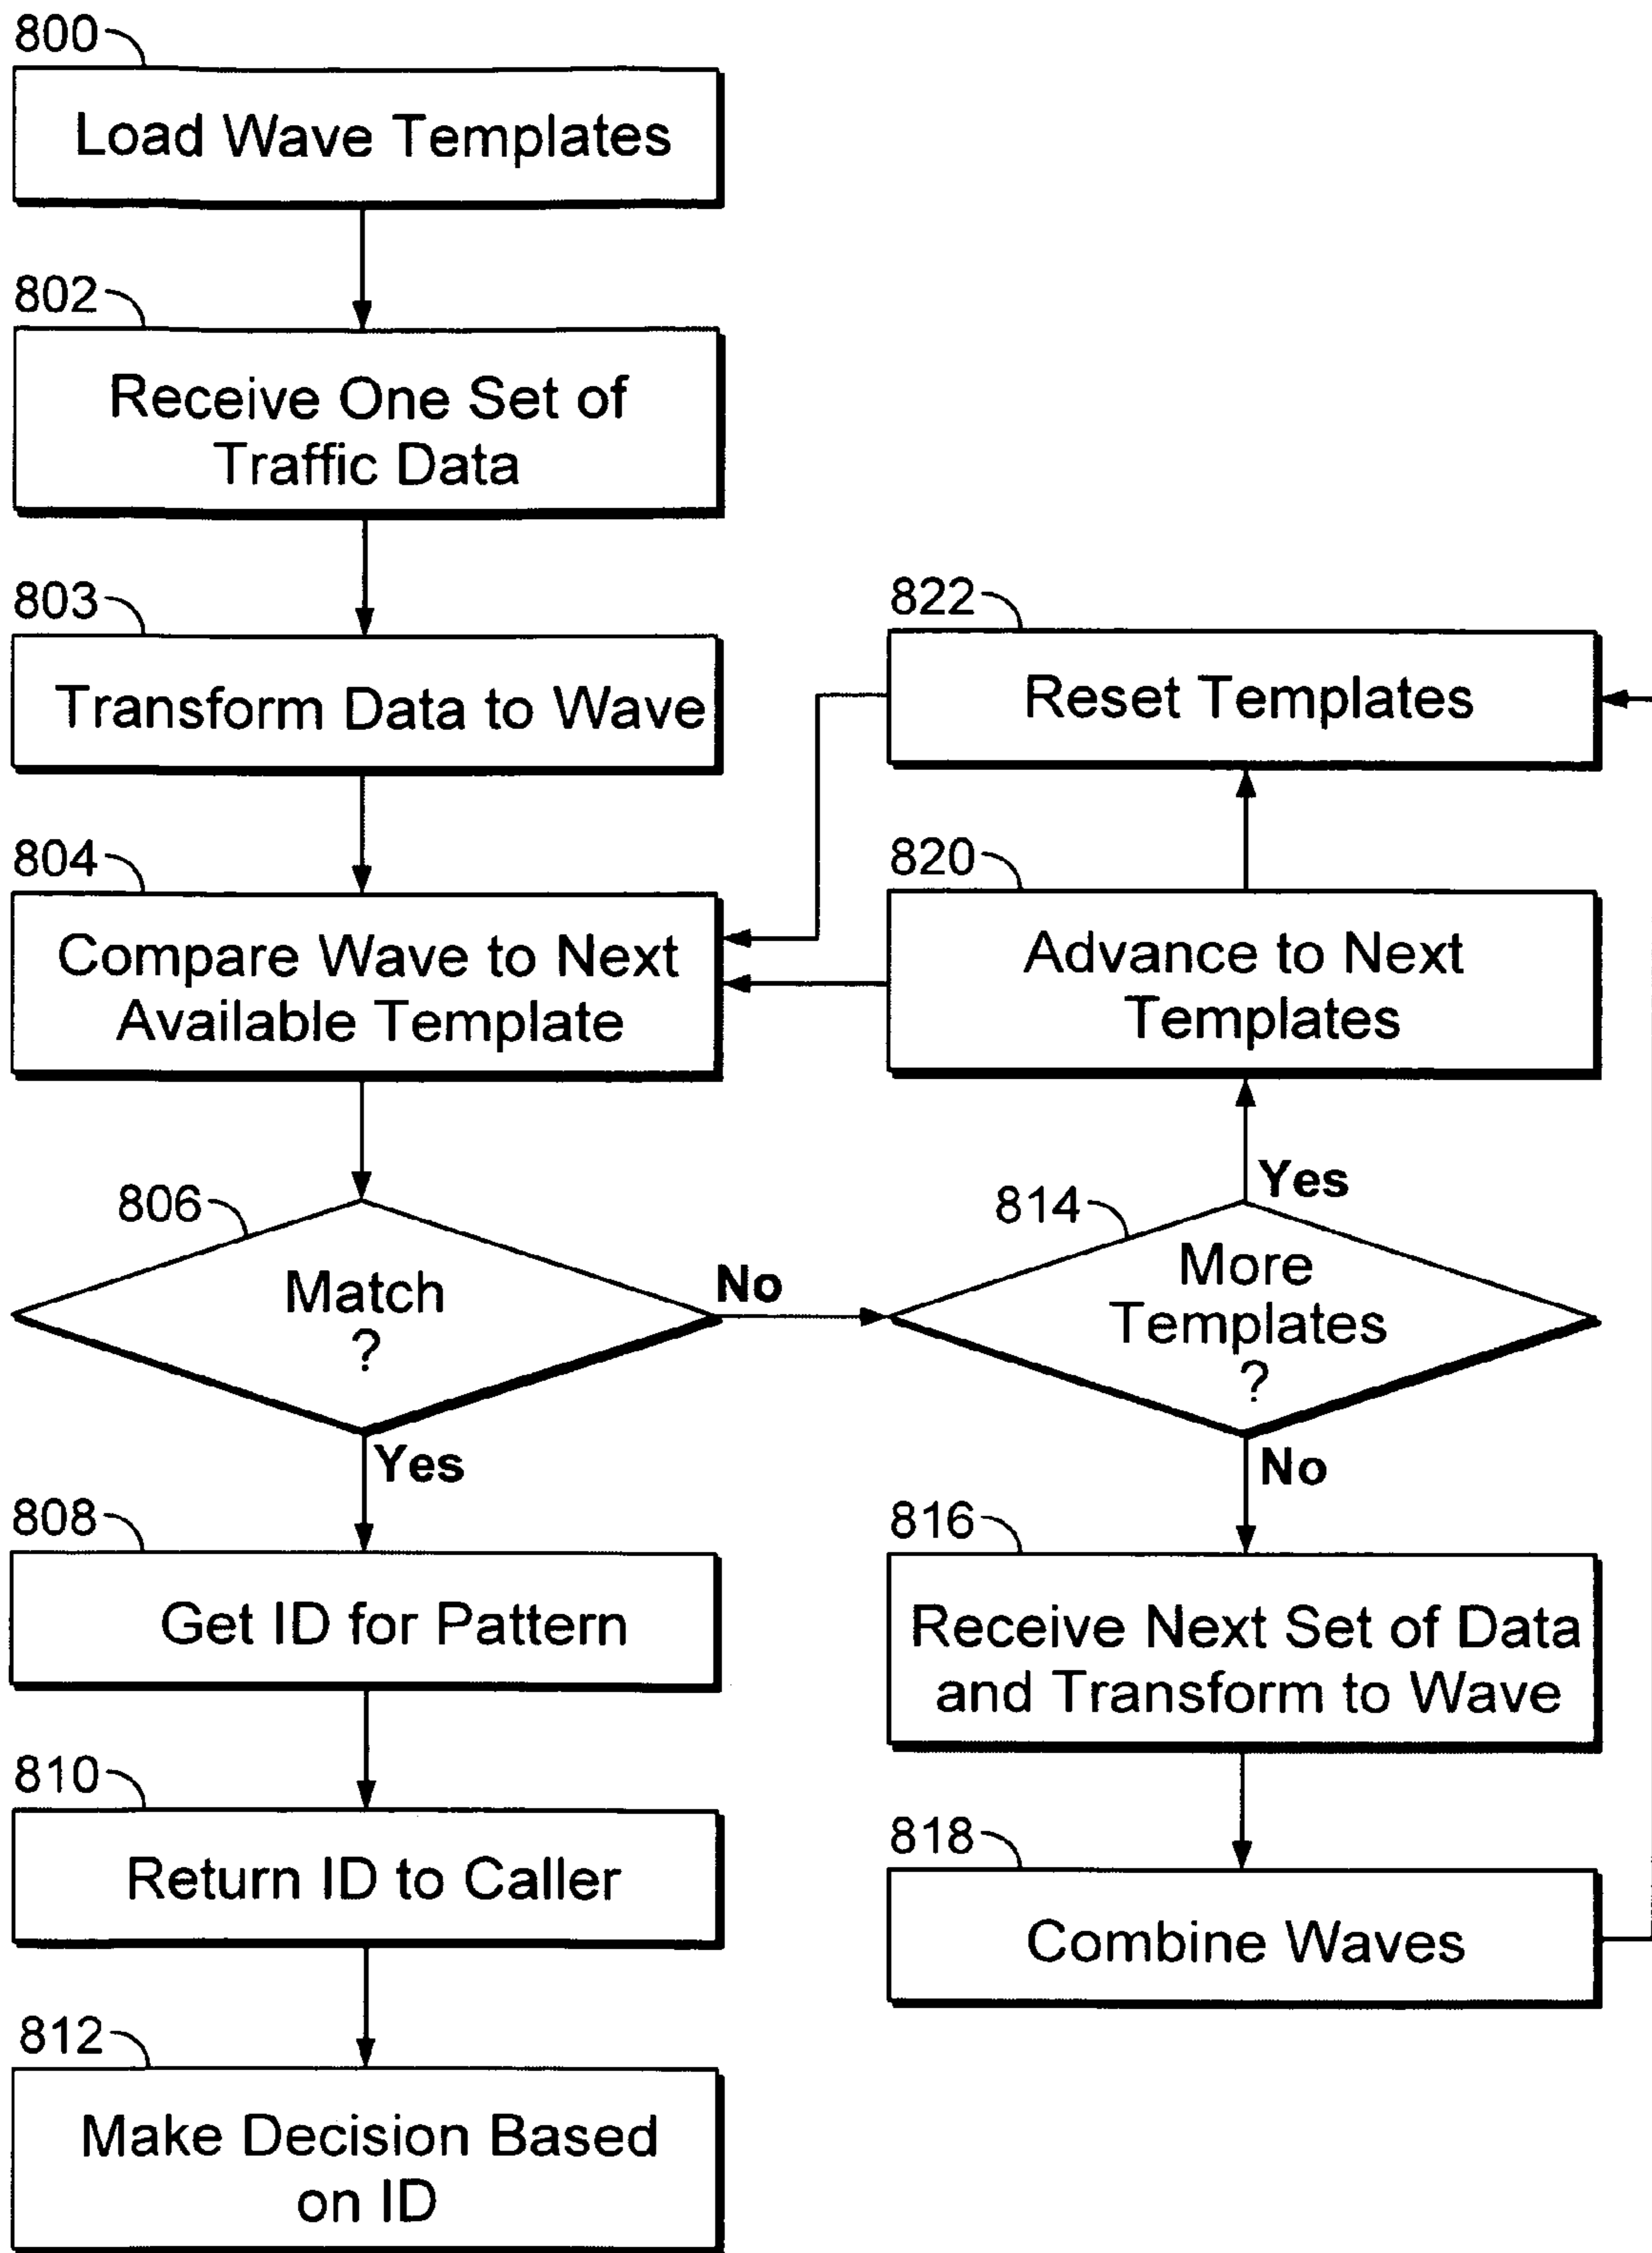 800
Load Wave Templates
802
Receive One Set of
Traffic Data
803
Transform Data to Wave
804
Compare Wave to Next
Available Template
806
Match
?
No
Yes
808
Get ID for Pattern
810
Return ID to Caller
812
Make Decision Based
on ID
822
Reset Templates
820
Advance to Next
Templates
Yes
814
More
Templates
?
No
816
Receive Next Set of Data
and Transform to Wave
818
Combine Waves